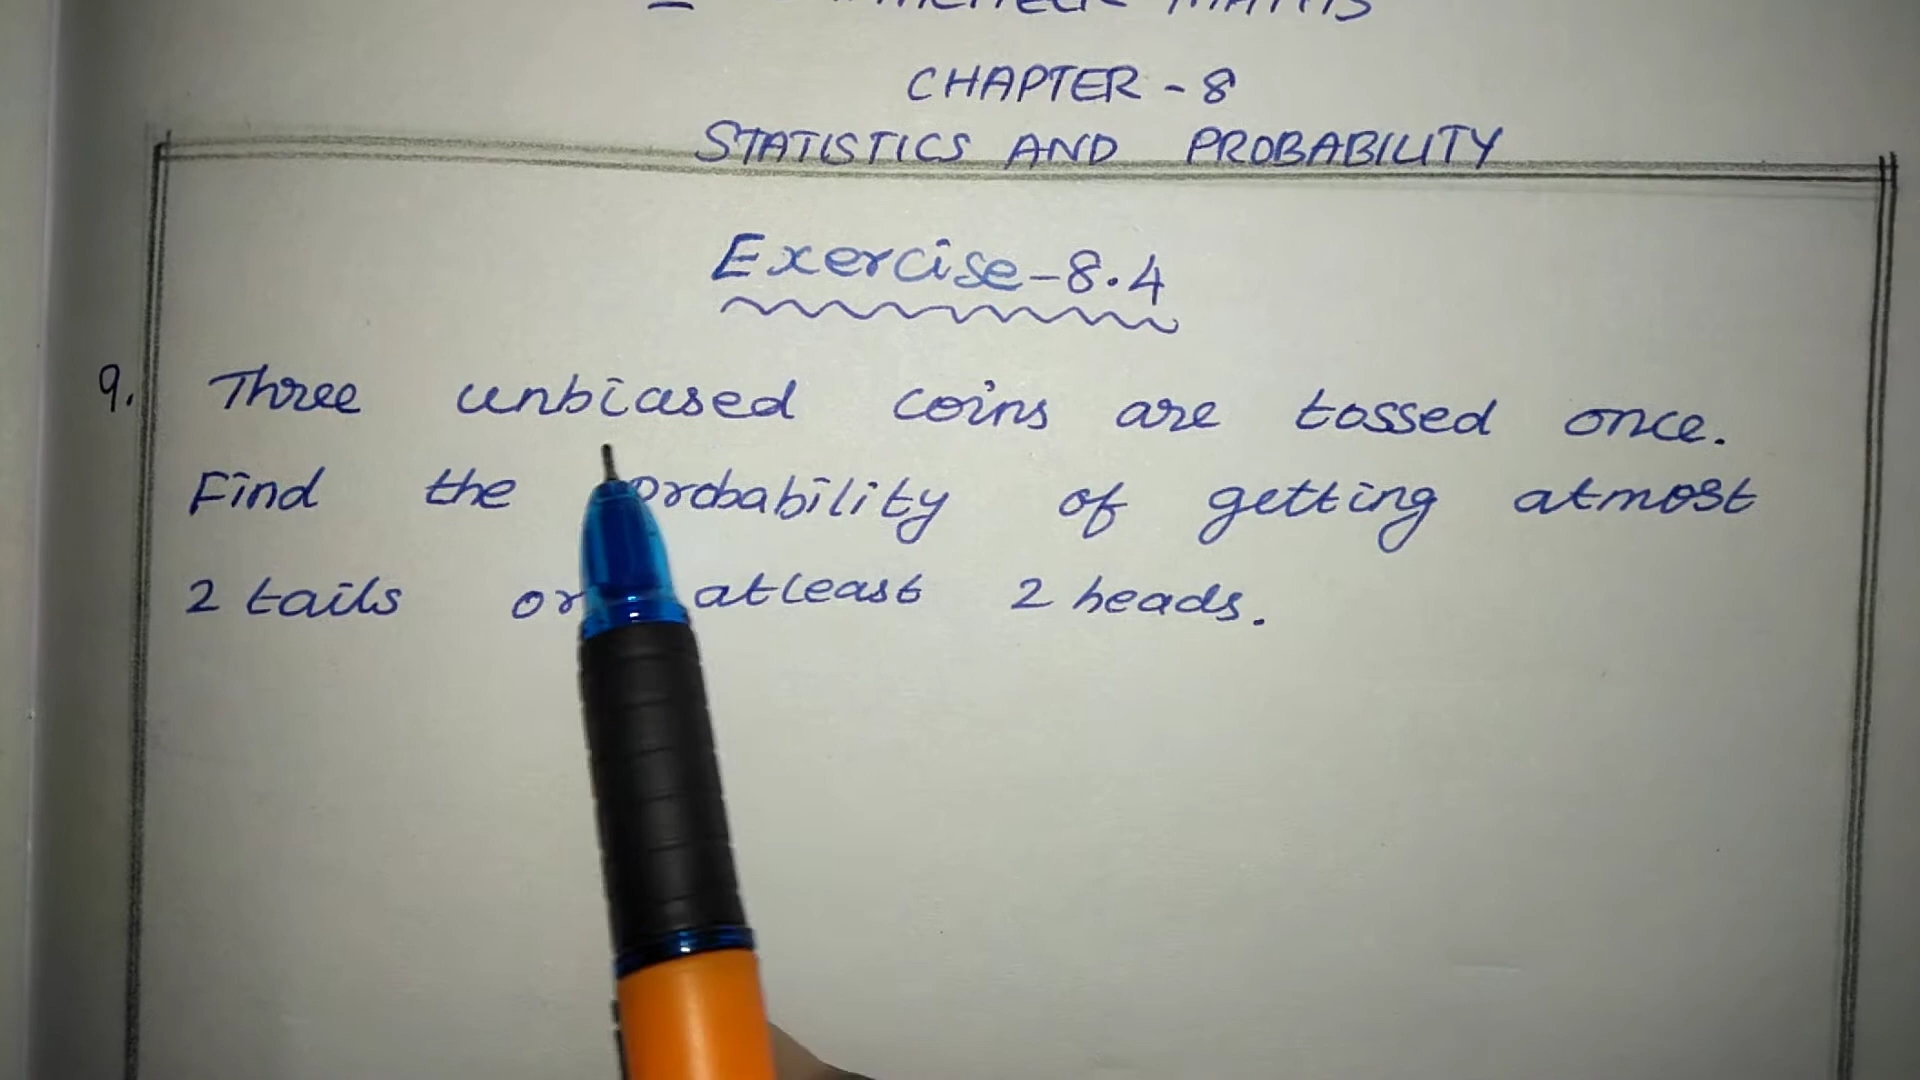 MATHS
CHAPTER - 8
STATISTICS AND PROBABILITY
Exercise-8.4
9. Three unbiased coins are tossed once.
Find the probability of getting atmost
2 tails or atleast 2 heads.